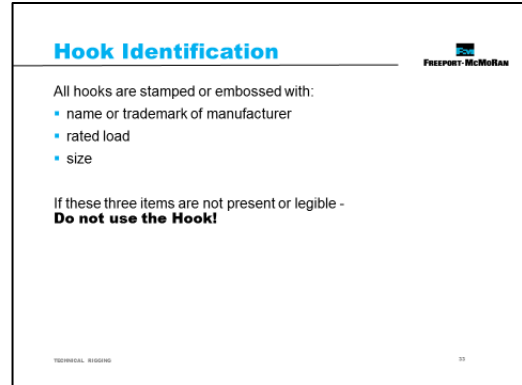 Hook Identification
FCX
FREEPORT-MCMORAN
All hooks are stamped or embossed with:
▪ name or trademark of manufacturer
▪ rated load
▪ size
If these three items are not present or legible -
Do not use the Hook!
TECHNICAL RIGGING
33